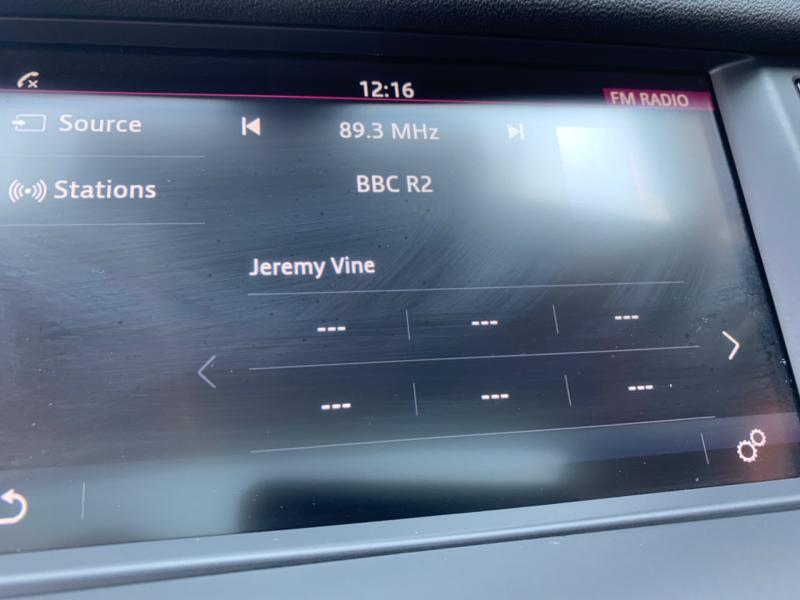 12:16
FM RADIO
Source
89.3 MHz
Stations
BBC R2
Jeremy Vine
--- --- ---
--- --- ---